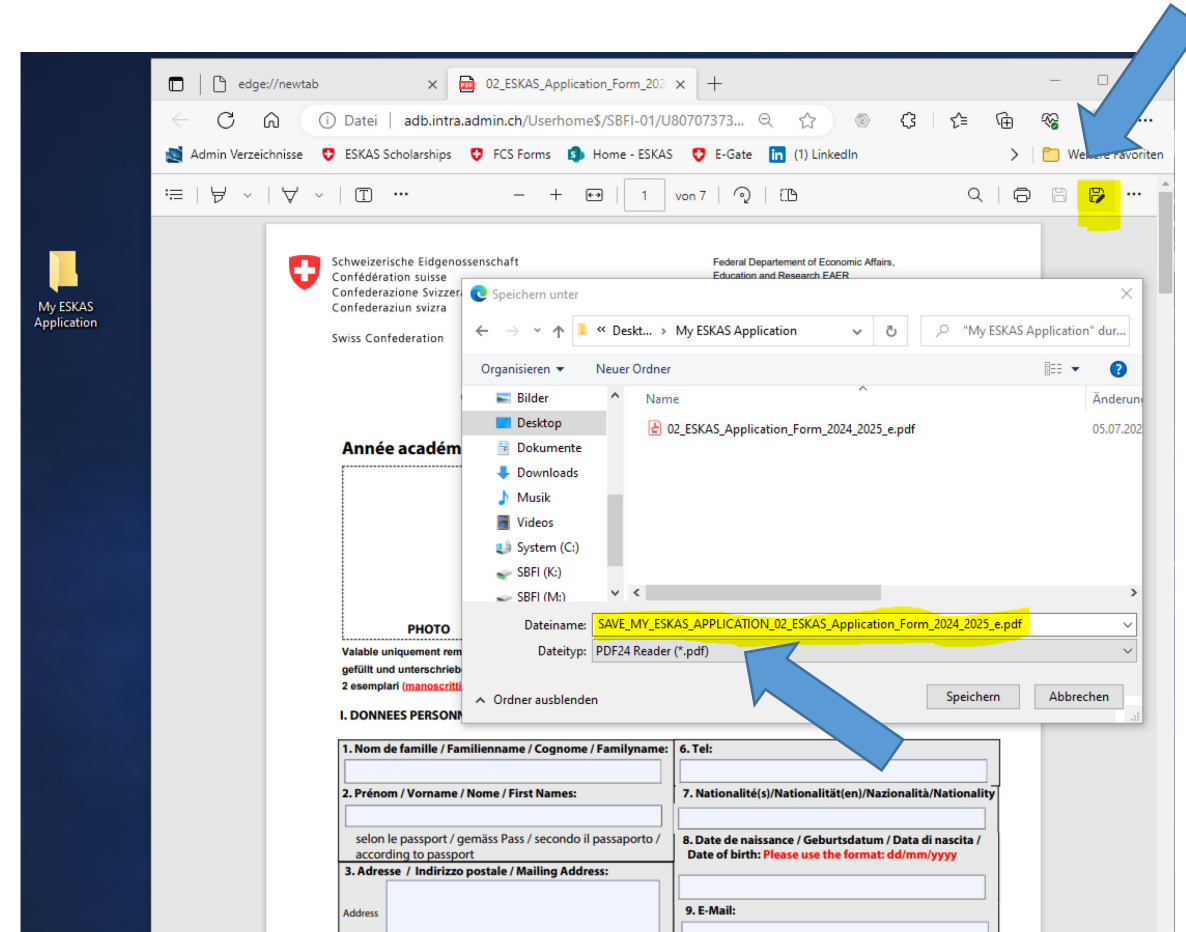 edge://newtab
02_ESKAS_Application_Form_202
Datei
adb.intra.admin.ch/Userhome$/SBFI-01/U80707373...
Admin Verzeichnisse
ESKAS Scholarships
FCS Forms
Home - ESKAS
E-Gate
(1) LinkedIn
Weitere Favoriten
1 von 7
My ESKAS
Application
Schweizerische Eidgenossenschaft
Confédération suisse
Confederazione Svizzer
Confederaziun svizra
Swiss Confederation
Federal Departement of Economic Affairs,
Education and Research EAER
Speichern unter
« Deskt... › My ESKAS Application
"My ESKAS Application" dur...
Organisieren
Neuer Ordner
Bilder
Desktop
Dokumente
Downloads
Musik
Videos
System (C:)
SBFI (K:)
SBFI (M:)
Name
Änderun
02_ESKAS_Application_Form_2024_2025_e.pdf
05.07.202
Dateiname: SAVE_MY_ESKAS_APPLICATION_02_ESKAS_Application_Form_2024_2025_e.pdf
Dateityp: PDF24 Reader (*.pdf)
Ordner ausblenden
Speichern
Abbrechen
Année académ
PHOTO
Valable uniquement rem
gefüllt und unterschrieb
2 esemplari (manoscritti
I. DONNEES PERSONN
1. Nom de famille / Familienname / Cognome / Familyname:
2. Prénom / Vorname / Nome / First Names:
selon le passport / gemäss Pass / secondo il passaporto /
according to passport
3. Adresse / Indirizzo postale / Mailing Address:
Address
6. Tel:
7. Nationalité(s)/Nationalität(en)/Nazionalità/Nationality
8. Date de naissance / Geburtsdatum / Data di nascita /
Date of birth: Please use the format: dd/mm/yyyy
9. E-Mail: